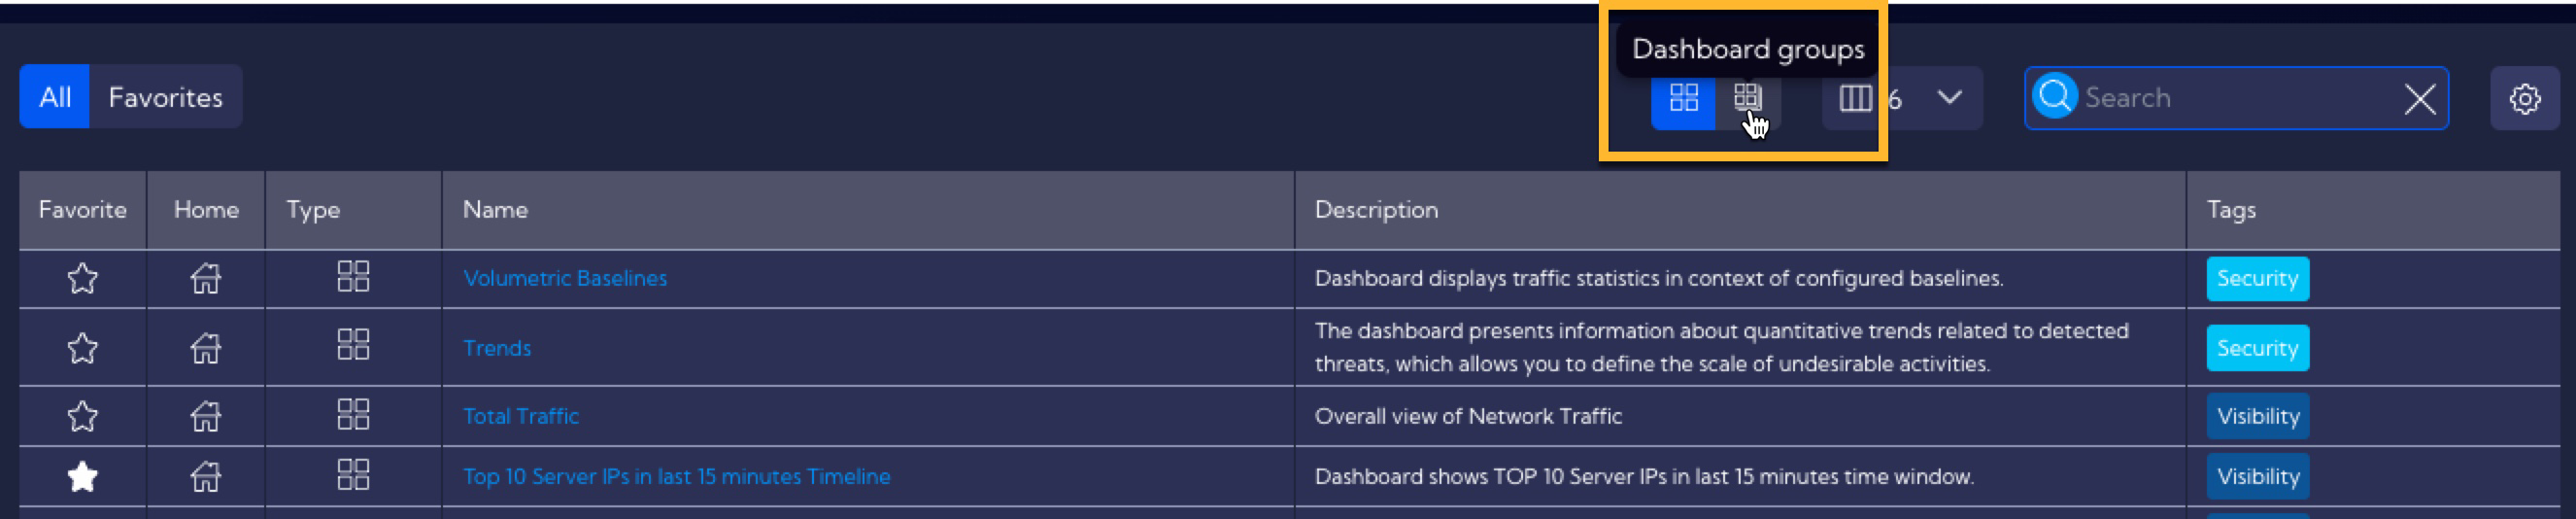 Dashboard groups
All Favorites 6 Search
Favorite Home Type Name Description Tags
Volumetric Baselines Dashboard displays traffic statistics in context of configured baselines. Security
Trends The dashboard presents information about quantitative trends related to detected
threats, which allows you to define the scale of undesirable activities. Security
Total Traffic Overall view of Network Traffic Visibility
Top 10 Server IPs in last 15 minutes Timeline Dashboard shows TOP 10 Server IPs in last 15 minutes time window. Visibility